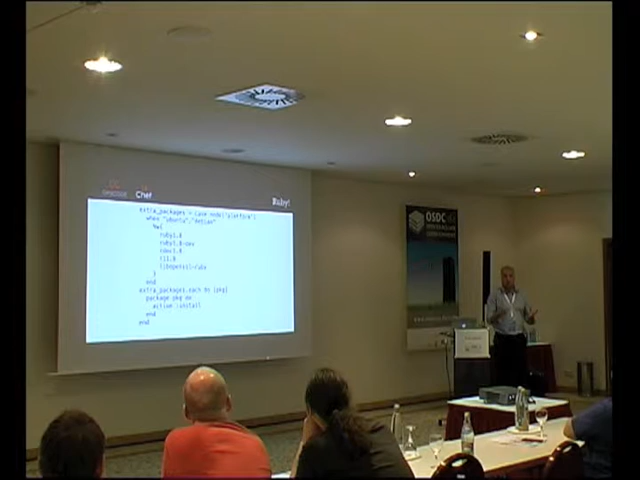 Chef
Ruby!
extra_packages = case node["platform"]
when "ubuntu","debian"
%w{
ruby1.8
ruby1.8-dev
rdoc1.8
ri1.8
libopenssl-ruby
}
end
extra_packages.each do |pkg|
package pkg do
action :install
end
end
OSDC